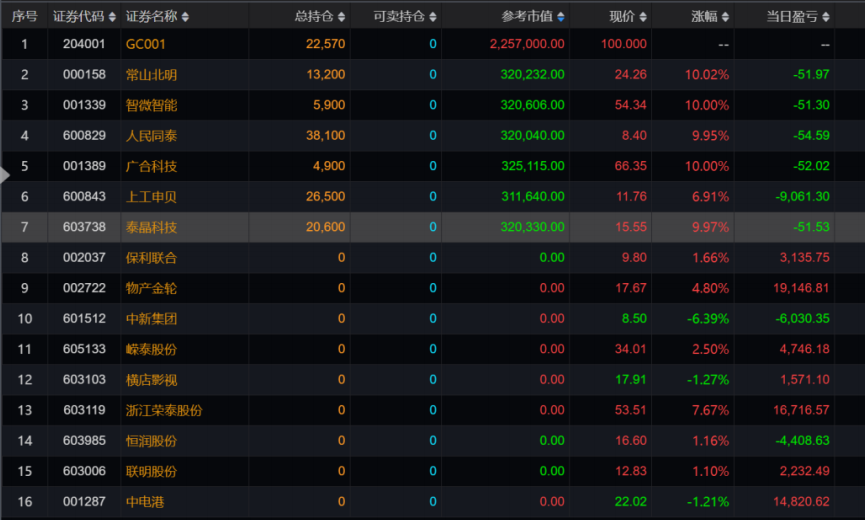 序号 证券代码 证券名称 总持仓 可卖持仓 参考市值 现价 涨幅 当日盈亏
1 204001 GC001 22,570 0 2,257,000.00 100.000 -- --
2 000158 常山北明 13,200 0 320,232.00 24.26 10.02% -51.97
3 001339 智微智能 5,900 0 320,606.00 54.34 10.00% -51.30
4 600829 人民同泰 38,100 0 320,040.00 8.40 9.95% -54.59
5 001389 广合科技 4,900 0 325,115.00 66.35 10.00% -52.02
6 600843 上工申贝 26,500 0 311,640.00 11.76 6.91% -9,061.30
7 603738 泰晶科技 20,600 0 320,330.00 15.55 9.97% -51.53
8 002037 保利联合 0 0 0.00 9.80 1.66% 3,135.75
9 002722 物产金轮 0 0 0.00 17.67 4.80% 19,146.81
10 601512 中新集团 0 0 0.00 8.50 -6.39% -6,030.35
11 605133 嵘泰股份 0 0 0.00 34.01 2.50% 4,746.18
12 603103 横店影视 0 0 0.00 17.91 -1.27% 1,571.10
13 603119 浙江荣泰股份 0 0 0.00 53.51 7.67% 16,716.57
14 603985 恒润股份 0 0 0.00 16.60 1.16% -4,408.63
15 603006 联明股份 0 0 0.00 12.83 1.10% 2,232.49
16 001287 中电港 0 0 0.00 22.02 -1.21% 14,820.62